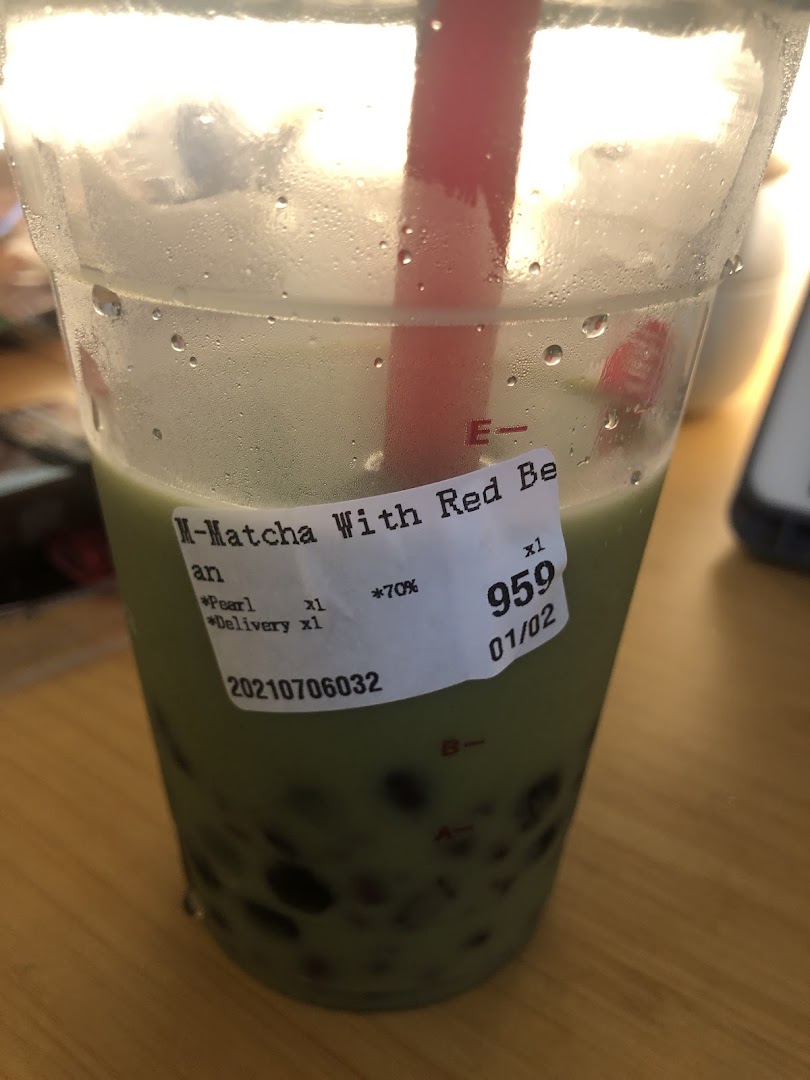 E
M-Matcha With Red Be
an
x1
*Pearl x1 *70%
959
*Delivery x1
01/02
20210706032
B
A